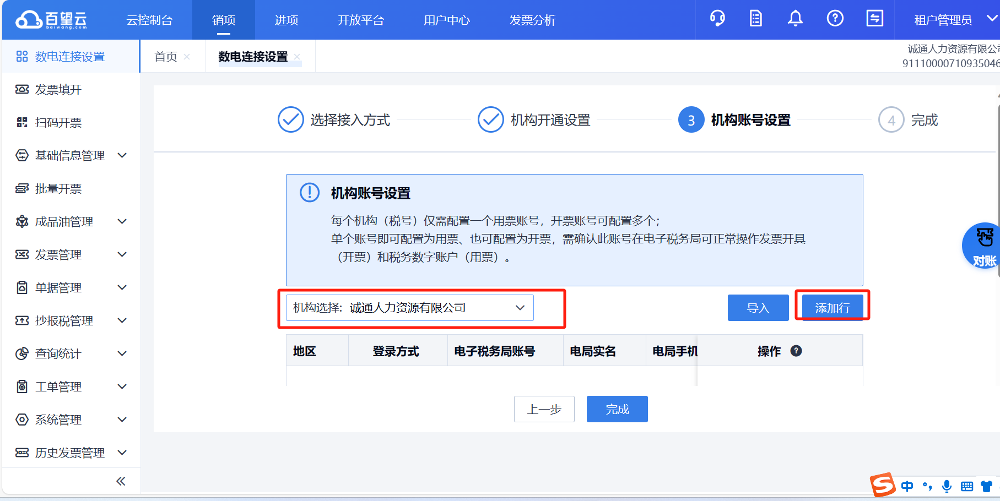 百望云
baiwang.com
云控制台
销项
进项
开放平台
用户中心
发票分析
租户管理员
数电连接设置
首页
数电连接设置
诚通人力资源有限公司
91110000710935046
发票填开
扫码开票
基础信息管理
批量开票
成品油管理
发票管理
单据管理
抄报税管理
查询统计
工单管理
系统管理
历史发票管理
选择接入方式
机构开通设置
3 机构账号设置
4 完成
机构账号设置
每个机构（税号）仅需配置一个用票账号，开票账号可配置多个；
单个账号即可配置为用票、也可配置为开票，需确认此账号在电子税务局可正常操作发票开具
（开票）和税务数字账户（用票）。
机构选择: 诚通人力资源有限公司
导入
添加行
地区
登录方式
电子税务局账号
电局实名
电局手机
操作
上一步
完成
对账
中